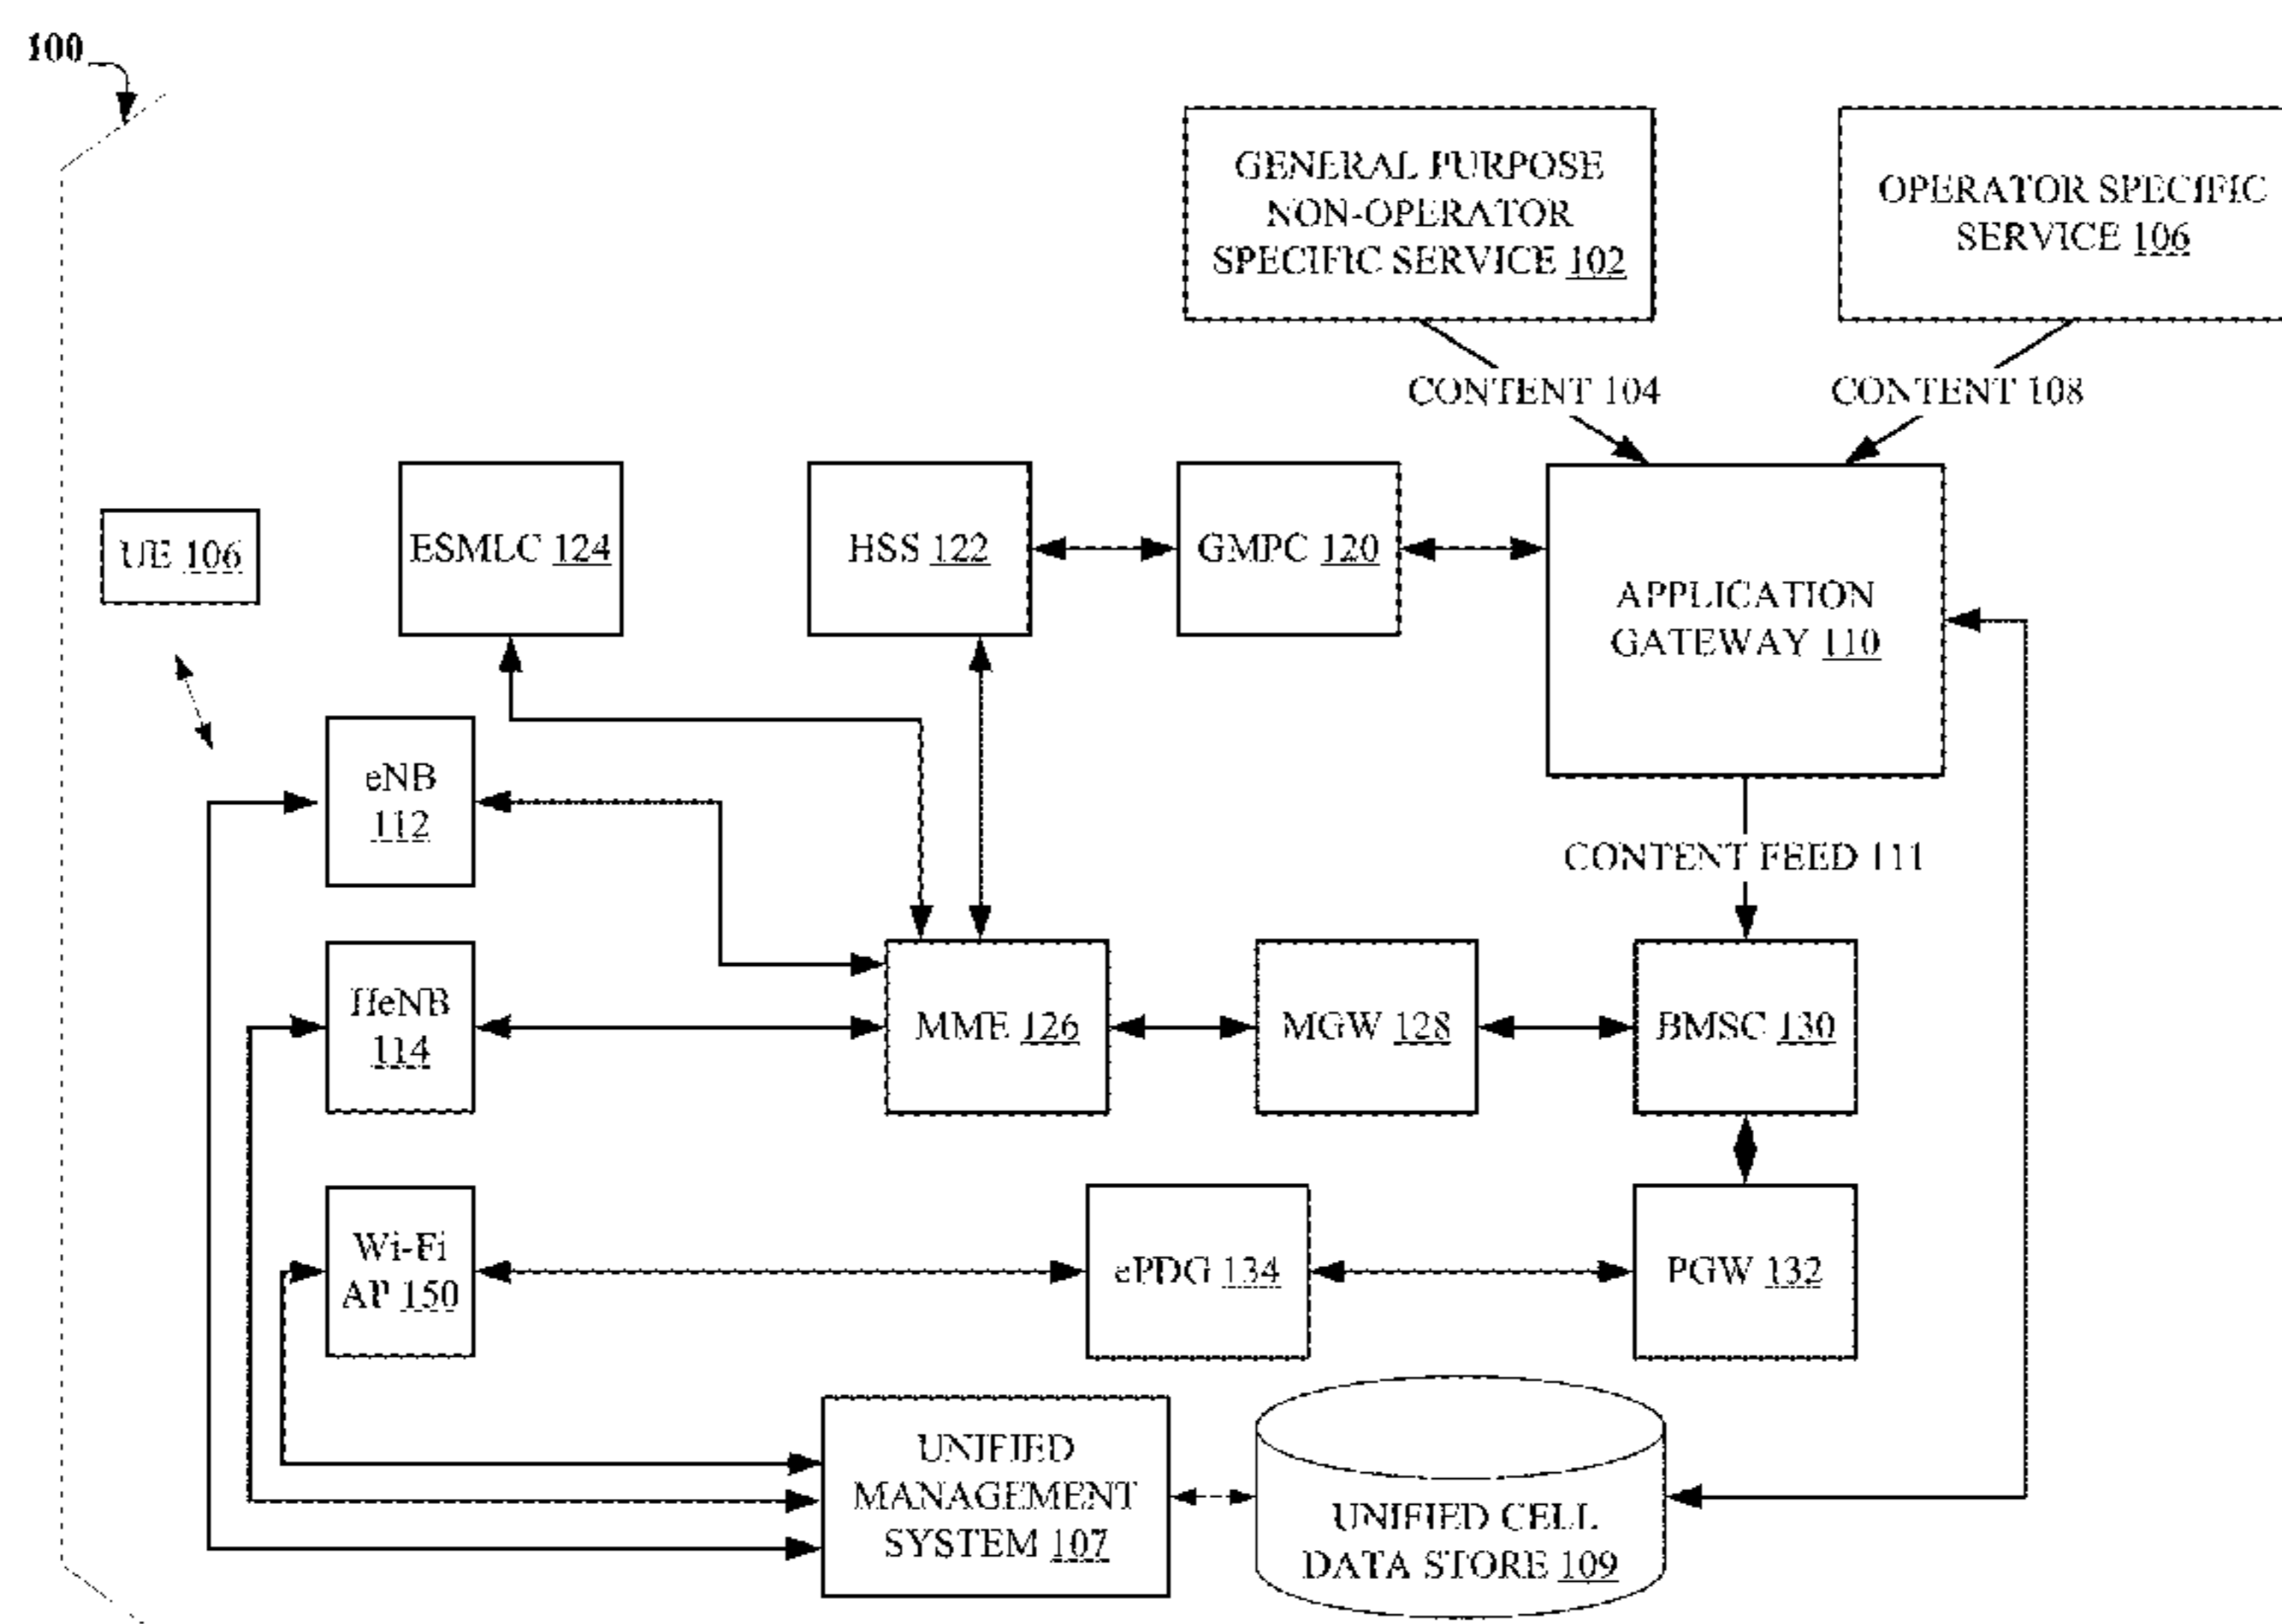 100
GENERAL PURPOSE
NON-OPERATOR
SPECIFIC SERVICE 102
OPERATOR SPECIFIC
SERVICE 106
CONTENT 104
CONTENT 108
UE 106
ESMLC 124
HSS 122
GMPC 120
APPLICATION
GATEWAY 110
eNB
112
CONTENT FEED 111
HeNB
114
MME 126
MGW 128
BMSC 130
Wi-Fi
AP 150
ePDG 134
PGW 132
UNIFIED
MANAGEMENT
SYSTEM 107
UNIFIED CELL
DATA STORE 109